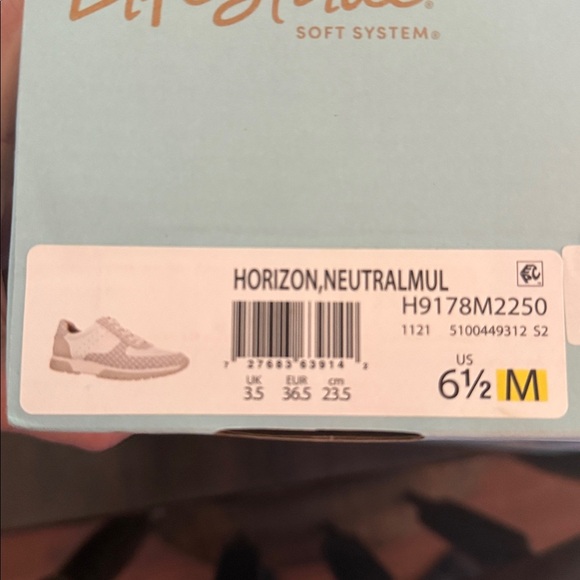 SOFT SYSTEM®
HORIZON,NEUTRALMUL
H9178M2250
1121 5100449312 S2
7 27683 63914 2
UK EUR cm
3.5 36.5 23.5
US
6½ M